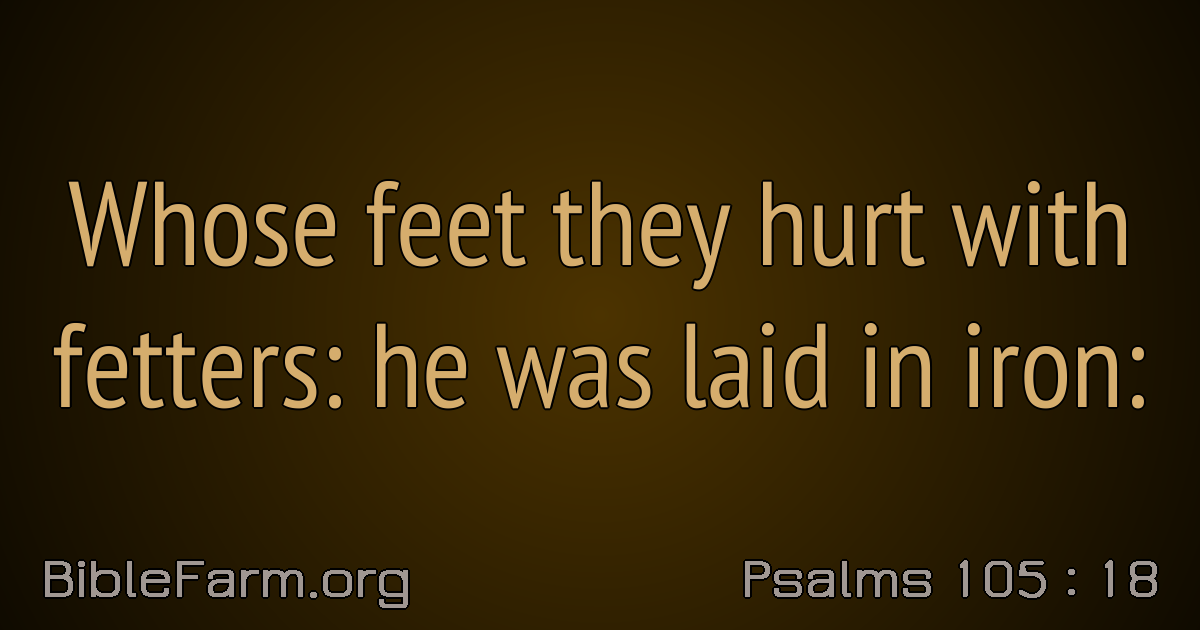 Whose feet they hurt with
fetters: he was laid in iron:
BibleFarm.org
Psalms 105 : 18